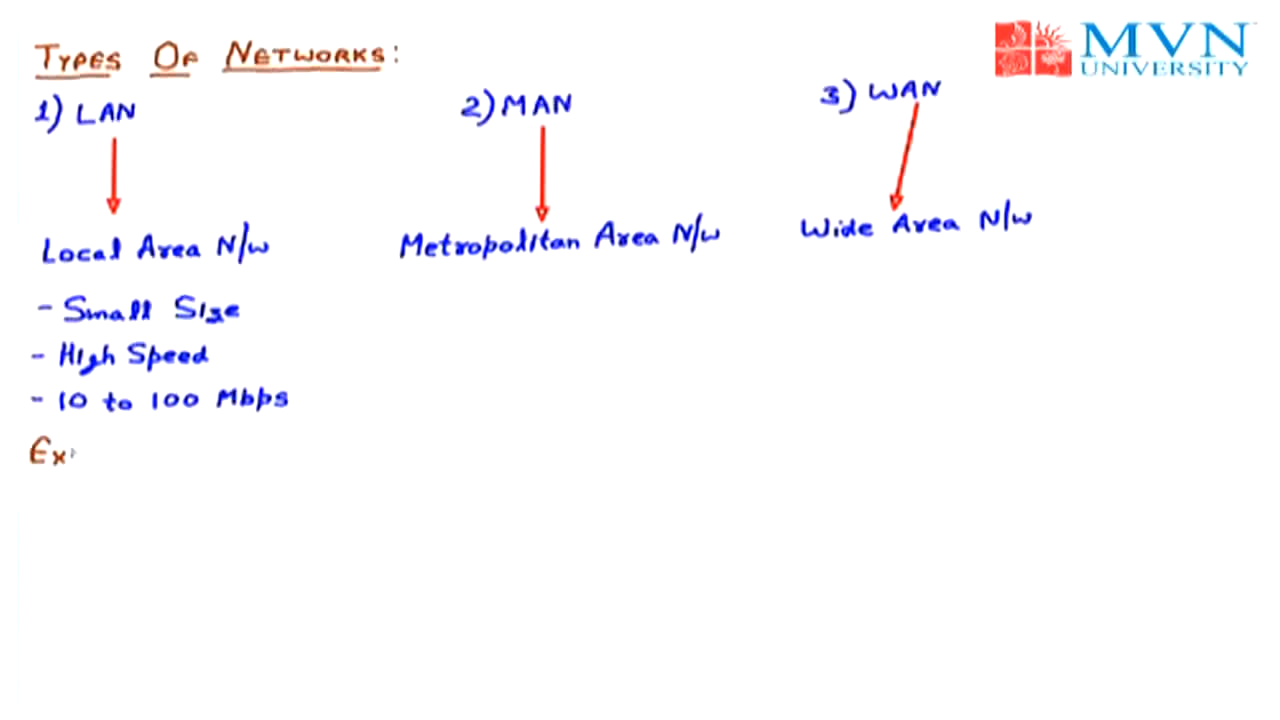 TYPES OF NETWORKS:
MVN
UNIVERSITY
1) LAN
2) MAN
3) WAN
Local Area N/w
Metropolitan Area N/w
Wide Area N/w
- Small Size
- High Speed
- 10 to 100 Mbps
Ex: